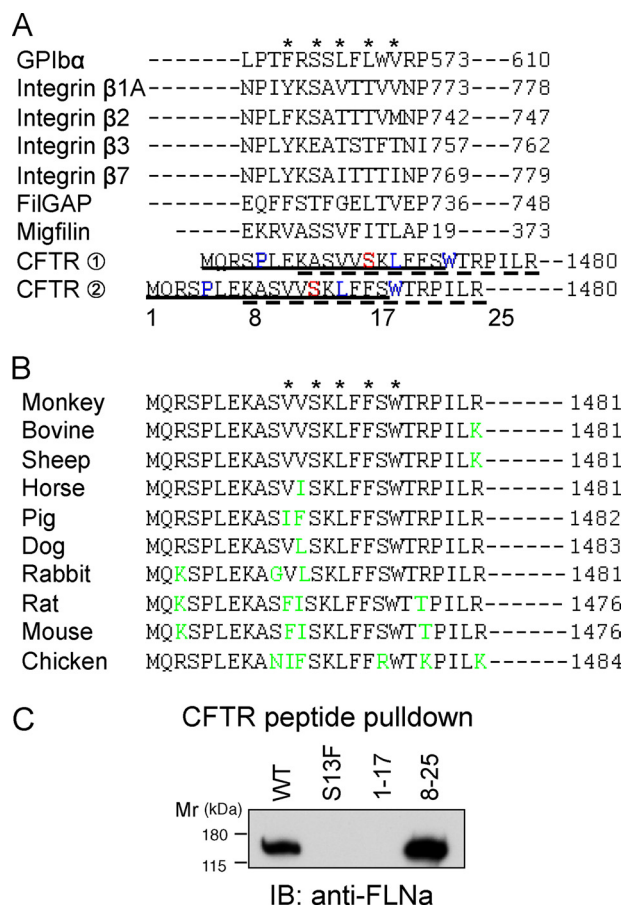 A
* * * * *
GPIbα -------LPTFRSSLFLWVRP573---610
Integrin β1A -------NPIYKSAVTTVVNP773---778
Integrin β2 -------NPLFKSATTTVMNP742---747
Integrin β3 -------NPLYKEATSTFTNI757---762
Integrin β7 -------NPLYKSAITTTINP769---779
FilGAP -------EQFFSTFGELTVEP736---748
Migfilin -----EKRVASSVFITLAP19----373
CFTR ① MQRSPLEKASVVSKLFFSWTRPILR--1480
CFTR ② MQRSPLEKASVVSKLFFSWTRPILR------1480
1 8 17 25
B
* * * * *
Monkey MQRSPLEKASVVSKLFFSWTRPILR------1481
Bovine MQRSPLEKASVVSKLFFSWTRPILK------1481
Sheep MQRSPLEKASVVSKLFFSWTRPILK------1481
Horse MQRSPLEKASVISKLFFSWTRPILR------1481
Pig MQRSPLEKASIFSKLFFSWTRPILR------1482
Dog MQRSPLEKASVLSKLFFSWTRPILR------1483
Rabbit MQKSPLEKAGVLSKLFFSWTRPILR------1481
Rat MQKSPLEKASFISKLFFSWTTPILR------1476
Mouse MQKSPLEKASFISKLFFSWTTPILR------1476
Chicken MQRSPLEKANIFSKLFFRWTKPILK------1484
C
CFTR peptide pulldown
WT S13F 1-17 8-25
Mr (kDa)
180
115
IB: anti-FLNa